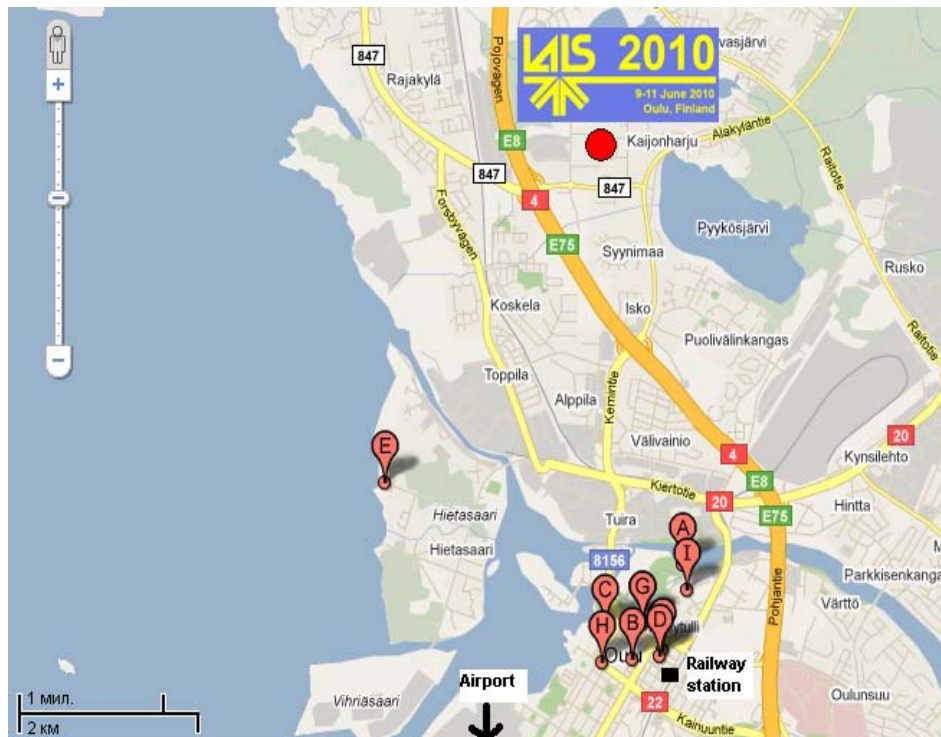 847
Rajakylä
Pojovägen
LAIS 2010
9-11 June 2010
Oulu, Finland
vasjärvi
E8
Kaijonharju
Alakyläntie
Raitotie
847
847
4
Forsbyvägen
E75
Syynimaa
Pyykösjärvi
Rusko
Koskela
Isko
Puolivälinkangas
Raitotie
Toppila
Alppila
Kemintie
Välivainio
20
4
Kynsilehto
E
Kiertotie
E8
20
Hintta
Hietasaari
Tuira
A
E75
Hietasaari
8156
I
Parkkisenkanga
C
G
Värttö
H
B
D
ytulli
Pohjantie
Oulu
Railway
station
Airport
1 мил.
2 км
Vihriäsaari
22
Kainuuntie
Oulunsuu